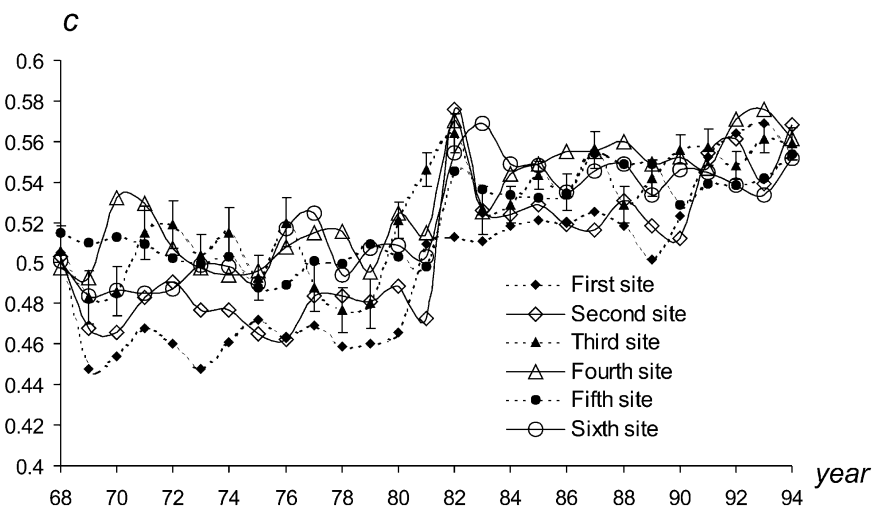 c
0.6
0.58
0.56
0.54
0.52
0.5
0.48
0.46
0.44
0.42
0.4
First site
Second site
Third site
Fourth site
Fifth site
Sixth site
year
68 70 72 74 76 78 80 82 84 86 88 90 92 94